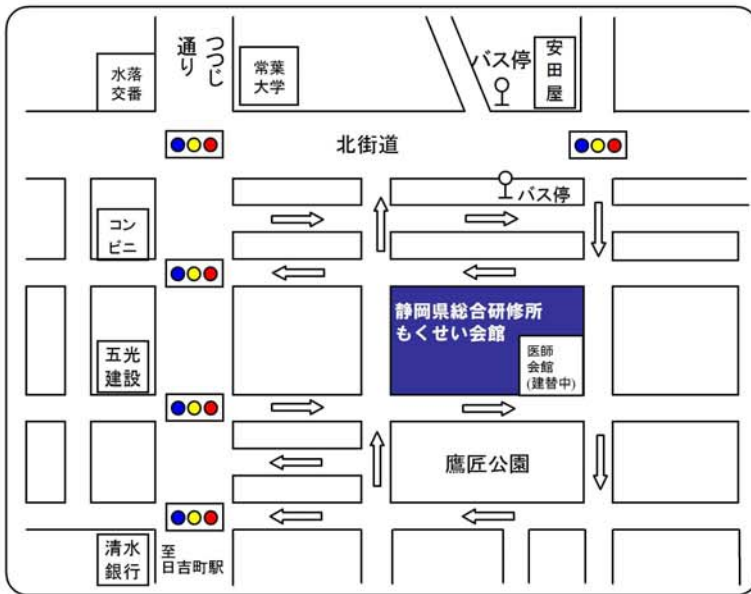 水落
交番
つつじ
通り
常葉
大学
バス停
安
田
屋
北街道
バス停
コン
ビニ
静岡県総合研修所
もくせい会館
医師
会館
(建替中)
五光
建設
鷹匠公園
清水
銀行
至
日吉町駅